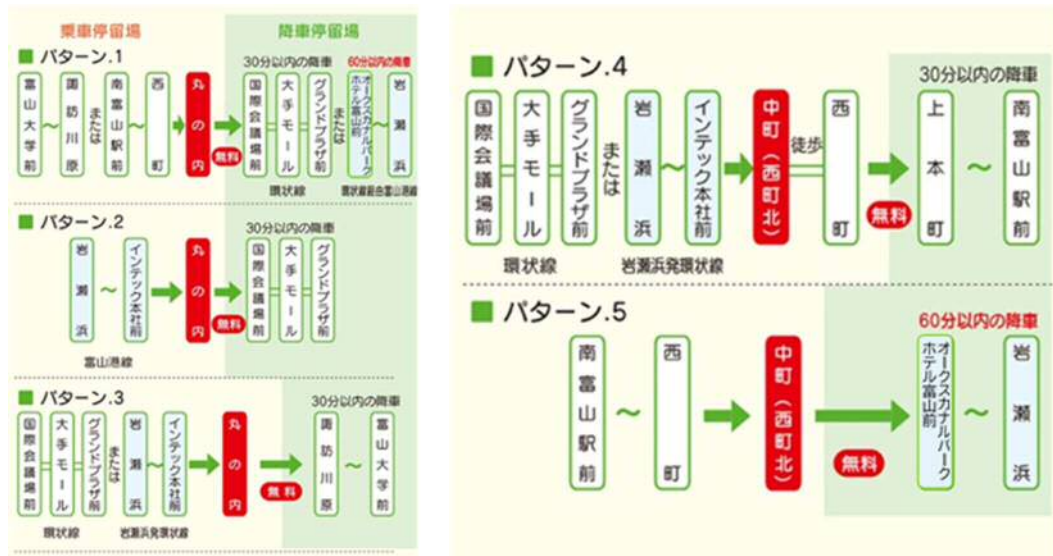 乗車停留場
降車停留場
■ パターン.1
30分以内の降車
60分以内の降車
富山大学前
～
諏訪川原
または
南富山駅前
～
西町
丸の内
無料
国際会議場前
大手モール
グランドプラザ前
または
オークスカナルパーク
ホテル富山前
～
岩瀬浜
環状線
環状線経由富山港線
■ パターン.2
30分以内の降車
岩瀬浜
～
インテック本社前
丸の内
無料
国際会議場前
大手モール
グランドプラザ前
富山港線
■ パターン.3
30分以内の降車
国際会議場前
大手モール
グランドプラザ前
または
岩瀬浜
～
インテック本社前
丸の内
無料
諏訪川原
～
富山大学前
環状線
岩瀬浜発環状線
■ パターン.4
30分以内の降車
国際会議場前
大手モール
グランドプラザ前
または
岩瀬浜
～
インテック本社前
中町（西町北）
徒歩
西町
無料
上本町
～
南富山駅前
環状線
岩瀬浜発環状線
■ パターン.5
60分以内の降車
南富山駅前
～
西町
中町（西町北）
無料
オークスカナルパーク
ホテル富山前
～
岩瀬浜